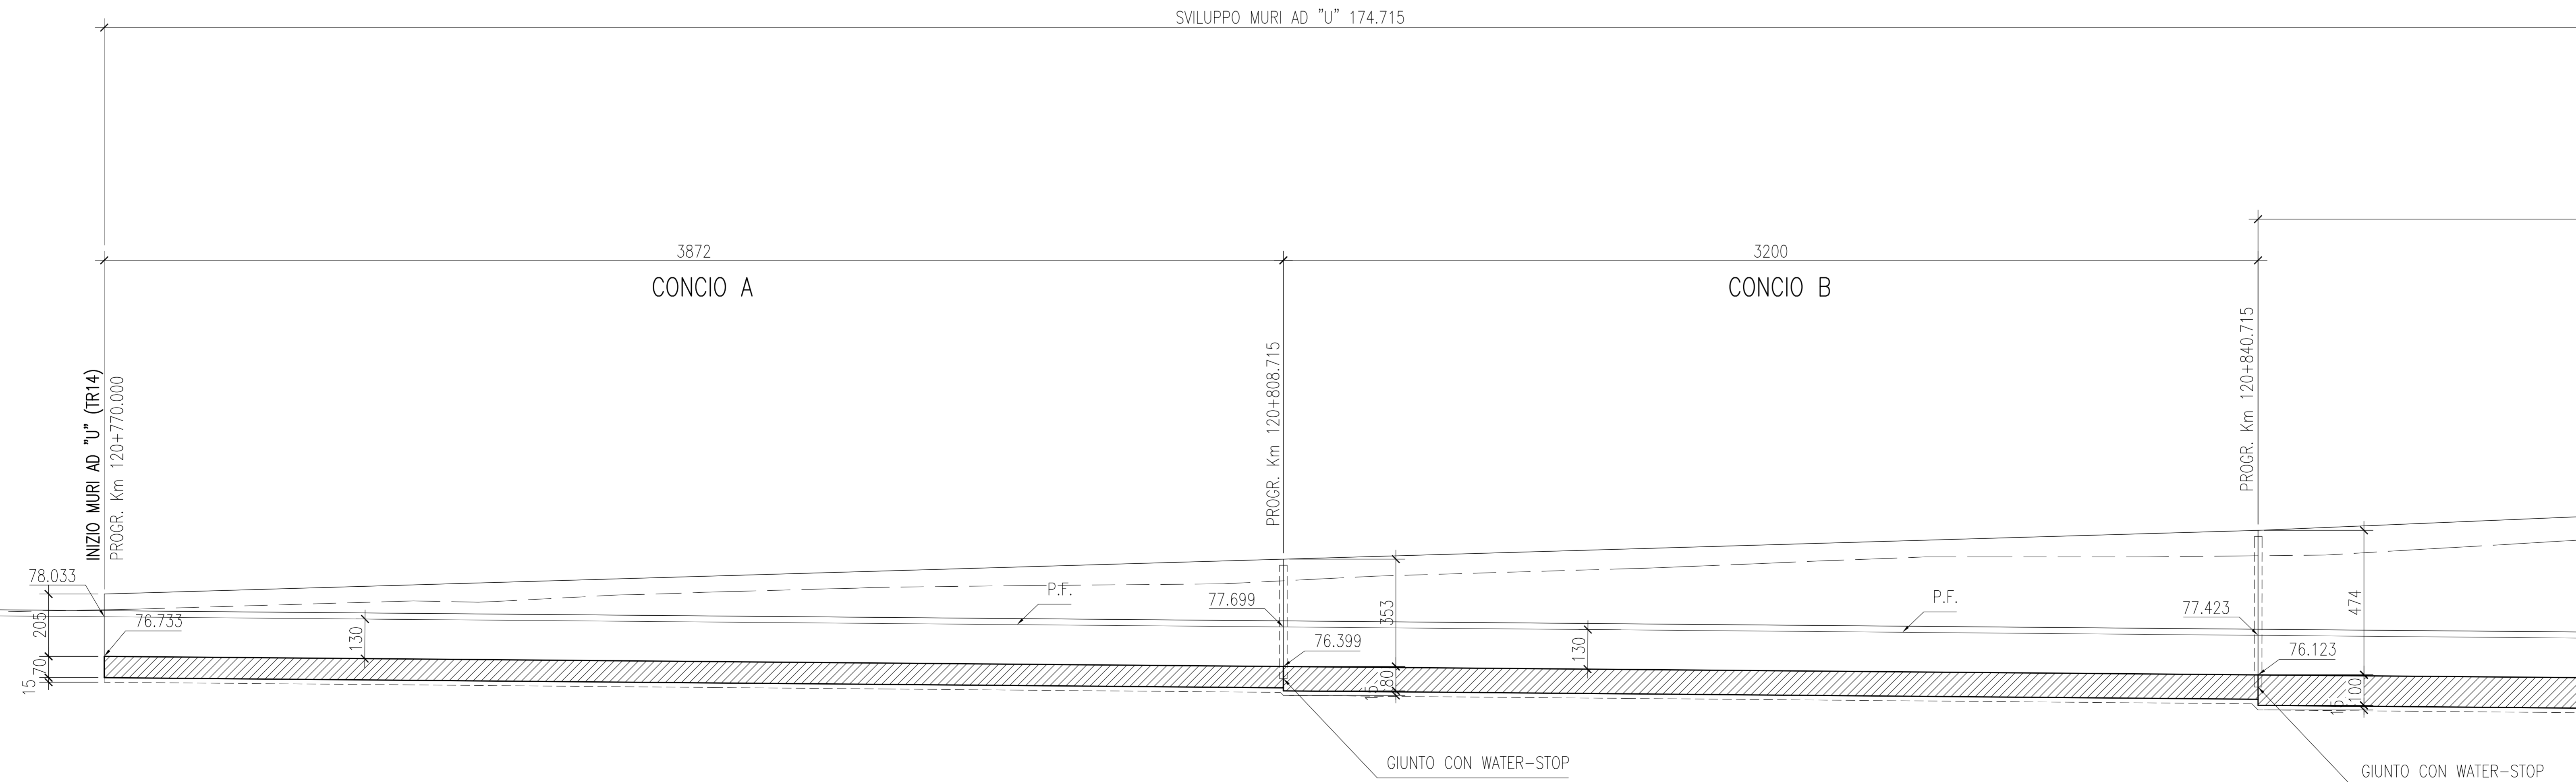 SVILUPPO MURI AD "U" 174.715
3872
3200
CONCIO A
CONCIO B
INIZIO MURI AD "U" (TR14)
PROGR. Km 120+770.000
PROGR. Km 120+808.715
PROGR. Km 120+840.715
78.033
76.733
205
70
15
130
P.F.
77.699
353
76.399
80
15
130
P.F.
77.423
474
76.123
100
15
GIUNTO CON WATER-STOP
GIUNTO CON WATER-STOP